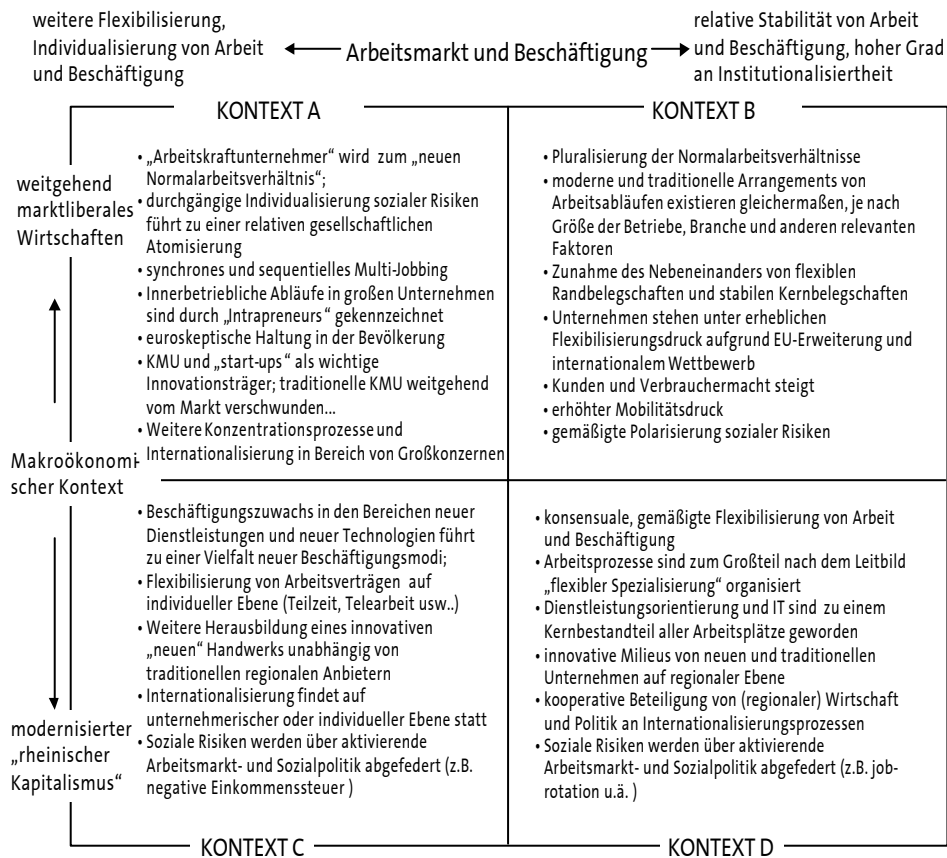 weitere Flexibilisierung,
Individualisierung von Arbeit
und Beschäftigung
Arbeitsmarkt und Beschäftigung
relative Stabilität von Arbeit
und Beschäftigung, hoher Grad
an Institutionalisiertheit
KONTEXT A
KONTEXT B
weitgehend
marktliberales
Wirtschaften
Makroökonomi-
scher Kontext
modernisierter
„rheinischer
Kapitalismus“
• „Arbeitskraftunternehmer“ wird zum „neuen
Normalarbeitsverhältnis“;
• durchgängige Individualisierung sozialer Risiken
führt zu einer relativen gesellschaftlichen
Atomisierung
• synchrones und sequentielles Multi-Jobbing
• Innerbetriebliche Abläufe in großen Unternehmen
sind durch „Intrapreneurs“ gekennzeichnet
• euroskeptische Haltung in der Bevölkerung
• KMU und „start-ups“ als wichtige
Innovationsträger; traditionelle KMU weitgehend
vom Markt verschwunden...
• Weitere Konzentrationsprozesse und
Internationalisierung in Bereich von Großkonzernen
• Pluralisierung der Normalarbeitsverhältnisse
• moderne und traditionelle Arrangements von
Arbeitsabläufen existieren gleichermaßen, je nach
Größe der Betriebe, Branche und anderen relevanten
Faktoren
• Zunahme des Nebeneinanders von flexiblen
Randbelegschaften und stabilen Kernbelegschaften
• Unternehmen stehen unter erheblichen
Flexibilisierungsdruck aufgrund EU-Erweiterung und
internationalem Wettbewerb
• Kunden und Verbrauchermacht steigt
• erhöhter Mobilitätsdruck
• gemäßigte Polarisierung sozialer Risiken
• Beschäftigungszuwachs in den Bereichen neuer
Dienstleistungen und neuer Technologien führt
zu einer Vielfalt neuer Beschäftigungsmodi;
• Flexibilisierung von Arbeitsverträgen auf
individueller Ebene (Teilzeit, Telearbeit usw..)
• Weitere Herausbildung eines innovativen
„neuen“ Handwerks unabhängig von
traditionellen regionalen Anbietern
• Internationalisierung findet auf
unternehmerischer oder individueller Ebene statt
• Soziale Risiken werden über aktivierende
Arbeitsmarkt- und Sozialpolitik abgefedert (z.B.
negative Einkommenssteuer )
• konsensuale, gemäßigte Flexibilisierung von Arbeit
und Beschäftigung
• Arbeitsprozesse sind zum Großteil nach dem Leitbild
„flexibler Spezialisierung“ organisiert
• Dienstleistungsorientierung und IT sind zu einem
Kernbestandteil aller Arbeitsplätze geworden
• innovative Milieus von neuen und traditionellen
Unternehmen auf regionaler Ebene
• kooperative Beteiligung von (regionaler) Wirtschaft
und Politik an Internationalisierungsprozessen
• Soziale Risiken werden über aktivierende
Arbeitsmarkt- und Sozialpolitik abgefedert (z.B. job-
rotation u.ä. )
KONTEXT C
KONTEXT D